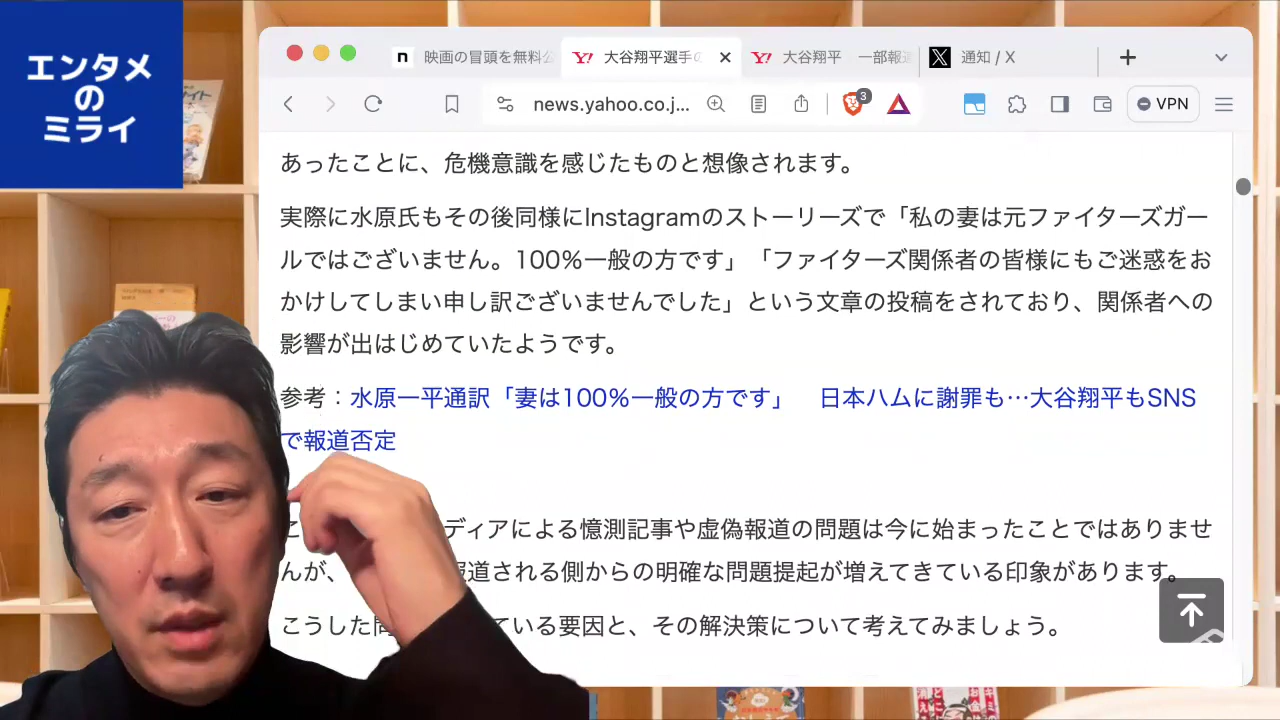 エンタメ
の
ミライ
n 映画の冒頭を無料公
Y! 大谷翔平選手の
Y! 大谷翔平 一部報道
X 通知 / X
news.yahoo.co.j...
3
VPN
あったことに、危機意識を感じたものと想像されます。
実際に水原氏もその後同様にInstagramのストーリーズで「私の妻は元ファイターズガー
ルではございません。100%一般の方です」「ファイターズ関係者の皆様にもご迷惑をお
かけしてしまい申し訳ございませんでした」という文章の投稿をされており、関係者への
影響が出はじめていたようです。
参考：水原一平通訳「妻は100%一般の方です」 日本ハムに謝罪も…大谷翔平もSNS
で報道否定
ディアによる憶測記事や虚偽報道の問題は今に始まったことではありませ
んが、 報道される側からの明確な問題提起が増えてきている印象があります。
こうした問 ている要因と、その解決策について考えてみましょう。